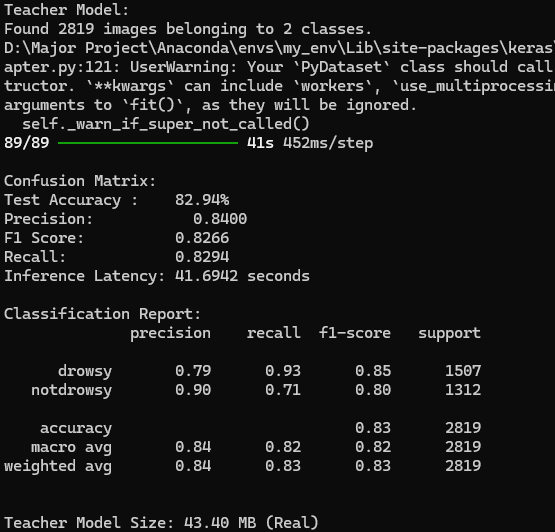 Teacher Model:
Found 2819 images belonging to 2 classes.
D:\Major Project\Anaconda\envs\my_env\Lib\site-packages\keras\
apter.py:121: UserWarning: Your `PyDataset` class should call
tructor. `**kwargs` can include `workers`, `use_multiprocessin
arguments to `fit()`, as they will be ignored.
self._warn_if_super_not_called()
89/89 41s 452ms/step
Confusion Matrix:
Test Accuracy : 82.94%
Precision: 0.8400
F1 Score: 0.8266
Recall: 0.8294
Inference Latency: 41.6942 seconds
Classification Report:
precision recall f1-score support
drowsy 0.79 0.93 0.85 1507
notdrowsy 0.90 0.71 0.80 1312
accuracy 0.83 2819
macro avg 0.84 0.82 0.82 2819
weighted avg 0.84 0.83 0.83 2819
Teacher Model Size: 43.40 MB (Real)